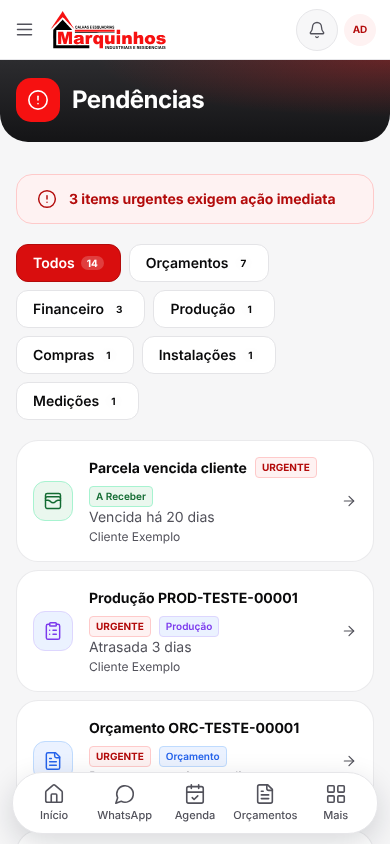 CALHAS E ESQUADRIAS
Marquinhos
INDUSTRIAIS E RESIDENCIAIS
AD
Pendências
3 items urgentes exigem ação imediata
Todos 14
Orçamentos 7
Financeiro 3
Produção 1
Compras 1
Instalações 1
Medições 1
Parcela vencida cliente URGENTE
A Receber
Vencida há 20 dias
Cliente Exemplo
Produção PROD-TESTE-00001
URGENTE Produção
Atrasada 3 dias
Cliente Exemplo
Orçamento ORC-TESTE-00001
URGENTE Orçamento
Início
WhatsApp
Agenda
Orçamentos
Mais